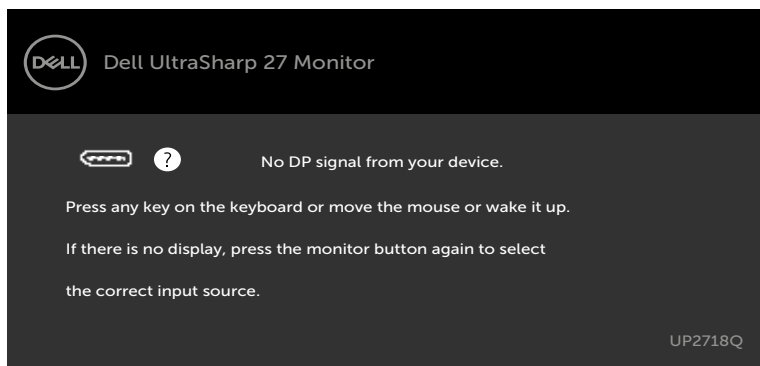 DELL Dell UltraSharp 27 Monitor
? No DP signal from your device.
Press any key on the keyboard or move the mouse or wake it up.
If there is no display, press the monitor button again to select
the correct input source.
UP2718Q